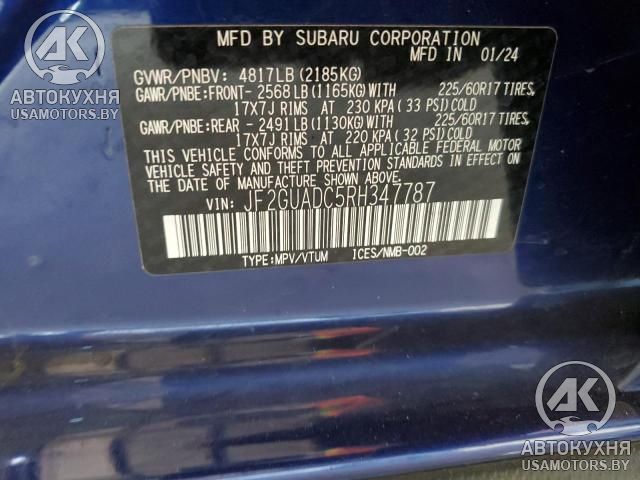 MFD BY SUBARU CORPORATION
MFD IN 01/24
GVWR/PNBV: 4817LB (2185KG)
GAWR/PNBE:FRONT- 2568LB (1165KG)WITH 225/60R17 TIRES,
17X7J RIMS AT 230 KPA (33 PSI)COLD
GAWR/PNBE:REAR - 2491LB (1130KG)WITH 225/60R17 TIRES,
17X7J RIMS AT 220 KPA (32 PSI)COLD
THIS VEHICLE CONFORMS TO ALL APPLICABLE FEDERAL MOTOR
VEHICLE SAFETY AND THEFT PREVENTION STANDARDS IN EFFECT
ON THE DATE OF MANUFACTURE SHOWN ABOVE.
VIN: JF2GUADC5RH347787
TYPE:MPV/VTUM ICES/NMB-002
AK
АВТОКУХНЯ
USAMOTORS.BY
AK
АВТОКУХНЯ
USAMOTORS.BY